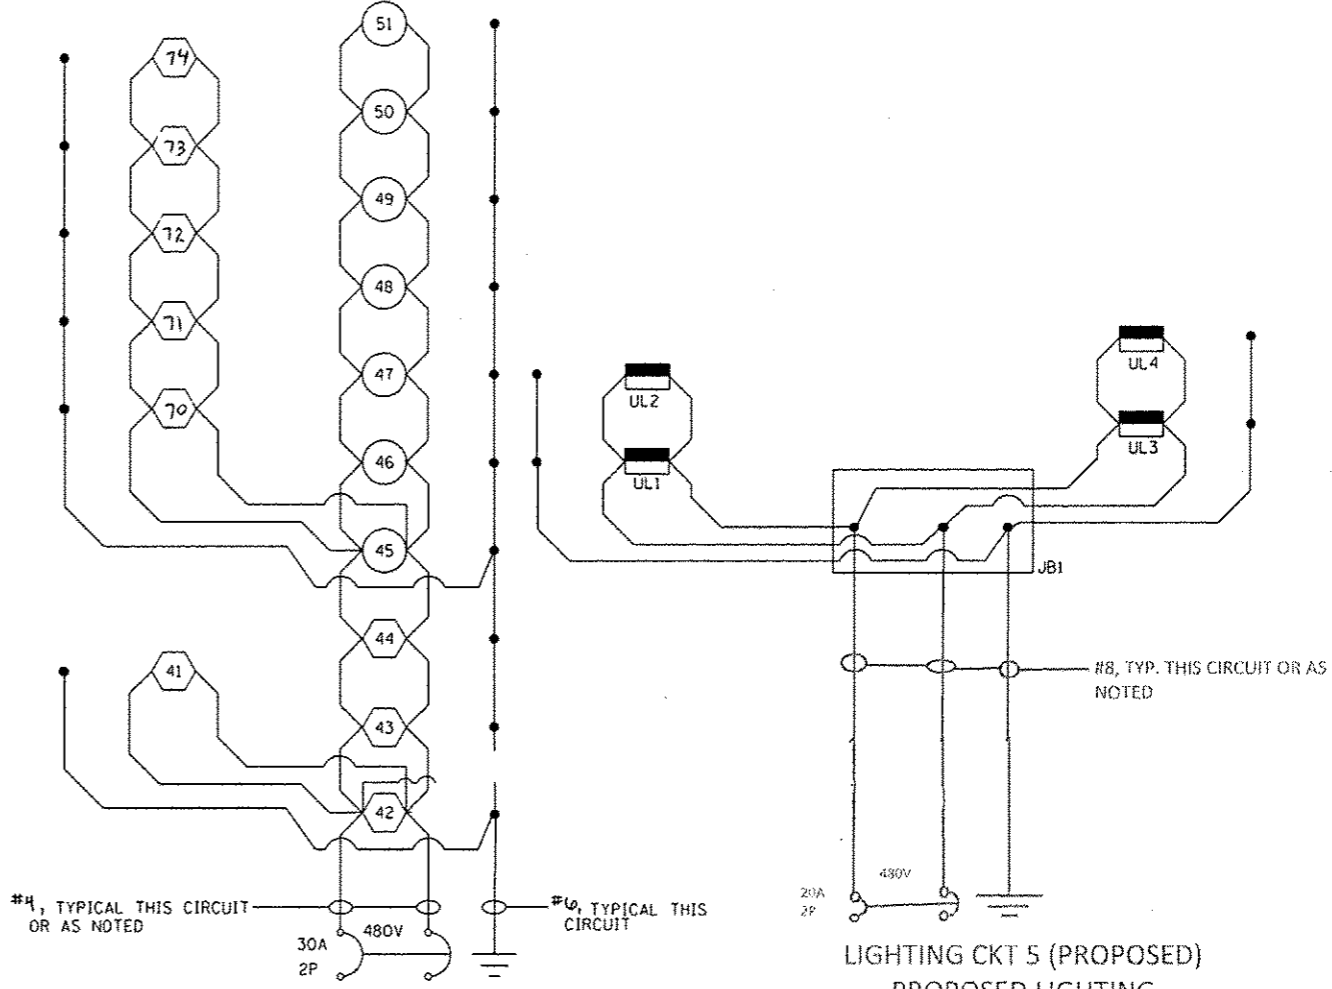 51
74
50
73
49
72
48
71
47
70
46
45
44
41
43
42
UL2
UL1
UL4
UL3
JB1
#8, TYP. THIS CIRCUIT OR AS
NOTED
#4, TYPICAL THIS CIRCUIT
OR AS NOTED
480V
30A
2P
#6, TYPICAL THIS
CIRCUIT
480V
20A
2P
LIGHTING CKT 5 (PROPOSED)
PROPOSED LIGHTING